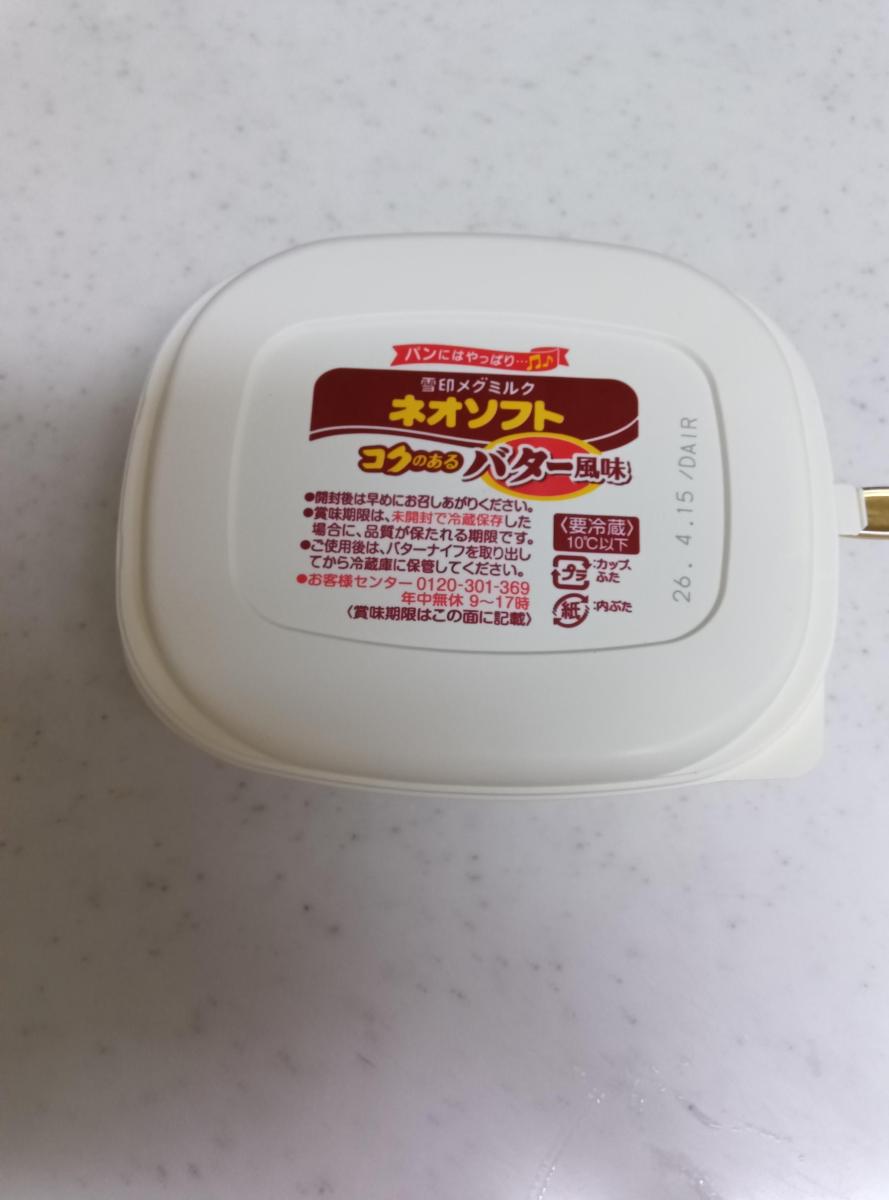 パンにはやっぱり…♫♪
雪印メグミルク
ネオソフト
コクのある バター風味
●開封後は早めにお召しあがりください。
●賞味期限は、未開封で冷蔵保存した
場合に、品質が保たれる期限です。
●ご使用後は、バターナイフを取り出し
てから冷蔵庫に保管してください。
●お客様センター 0120-301-369
年中無休 9〜17時
〈賞味期限はこの面に記載〉
〈要冷蔵〉
10℃以下
プラ :カップ、
ふた
紙 :内ぶた
26. 4.15 /DAIR